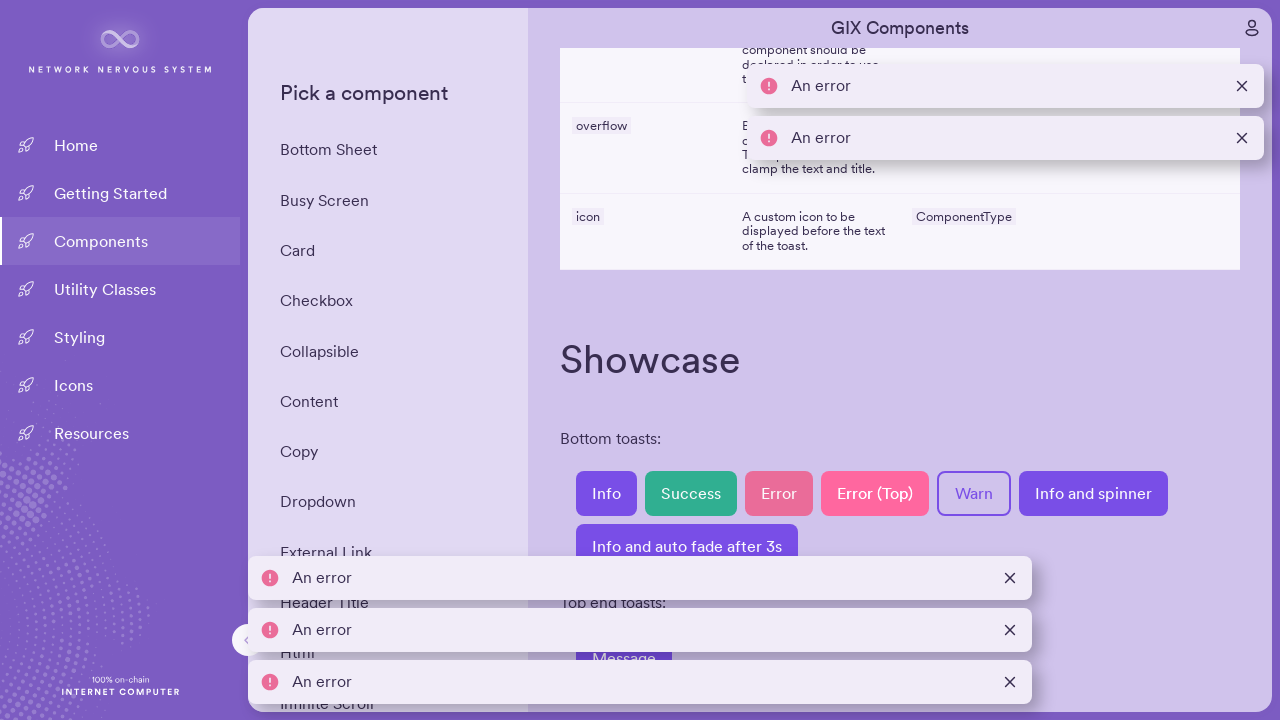 NETWORK NERVOUS SYSTEM
Home
Getting Started
Components
Utility Classes
Styling
Icons
Resources
100% on-chain
INTERNET COMPUTER
Pick a component
Bottom Sheet
Busy Screen
Card
Checkbox
Collapsible
Content
Copy
Dropdown
External Link
Header Title
Html
Infinite Scroll
GIX Components
component should be
declared in order to use
overflow
clamp the text and title.
icon
A custom icon to be
displayed before the text
of the toast.
ComponentType
An error
An error
Showcase
Bottom toasts:
Info
Success
Error
Error (Top)
Warn
Info and spinner
Info and auto fade after 3s
Top end toasts:
Message
An error
An error
An error